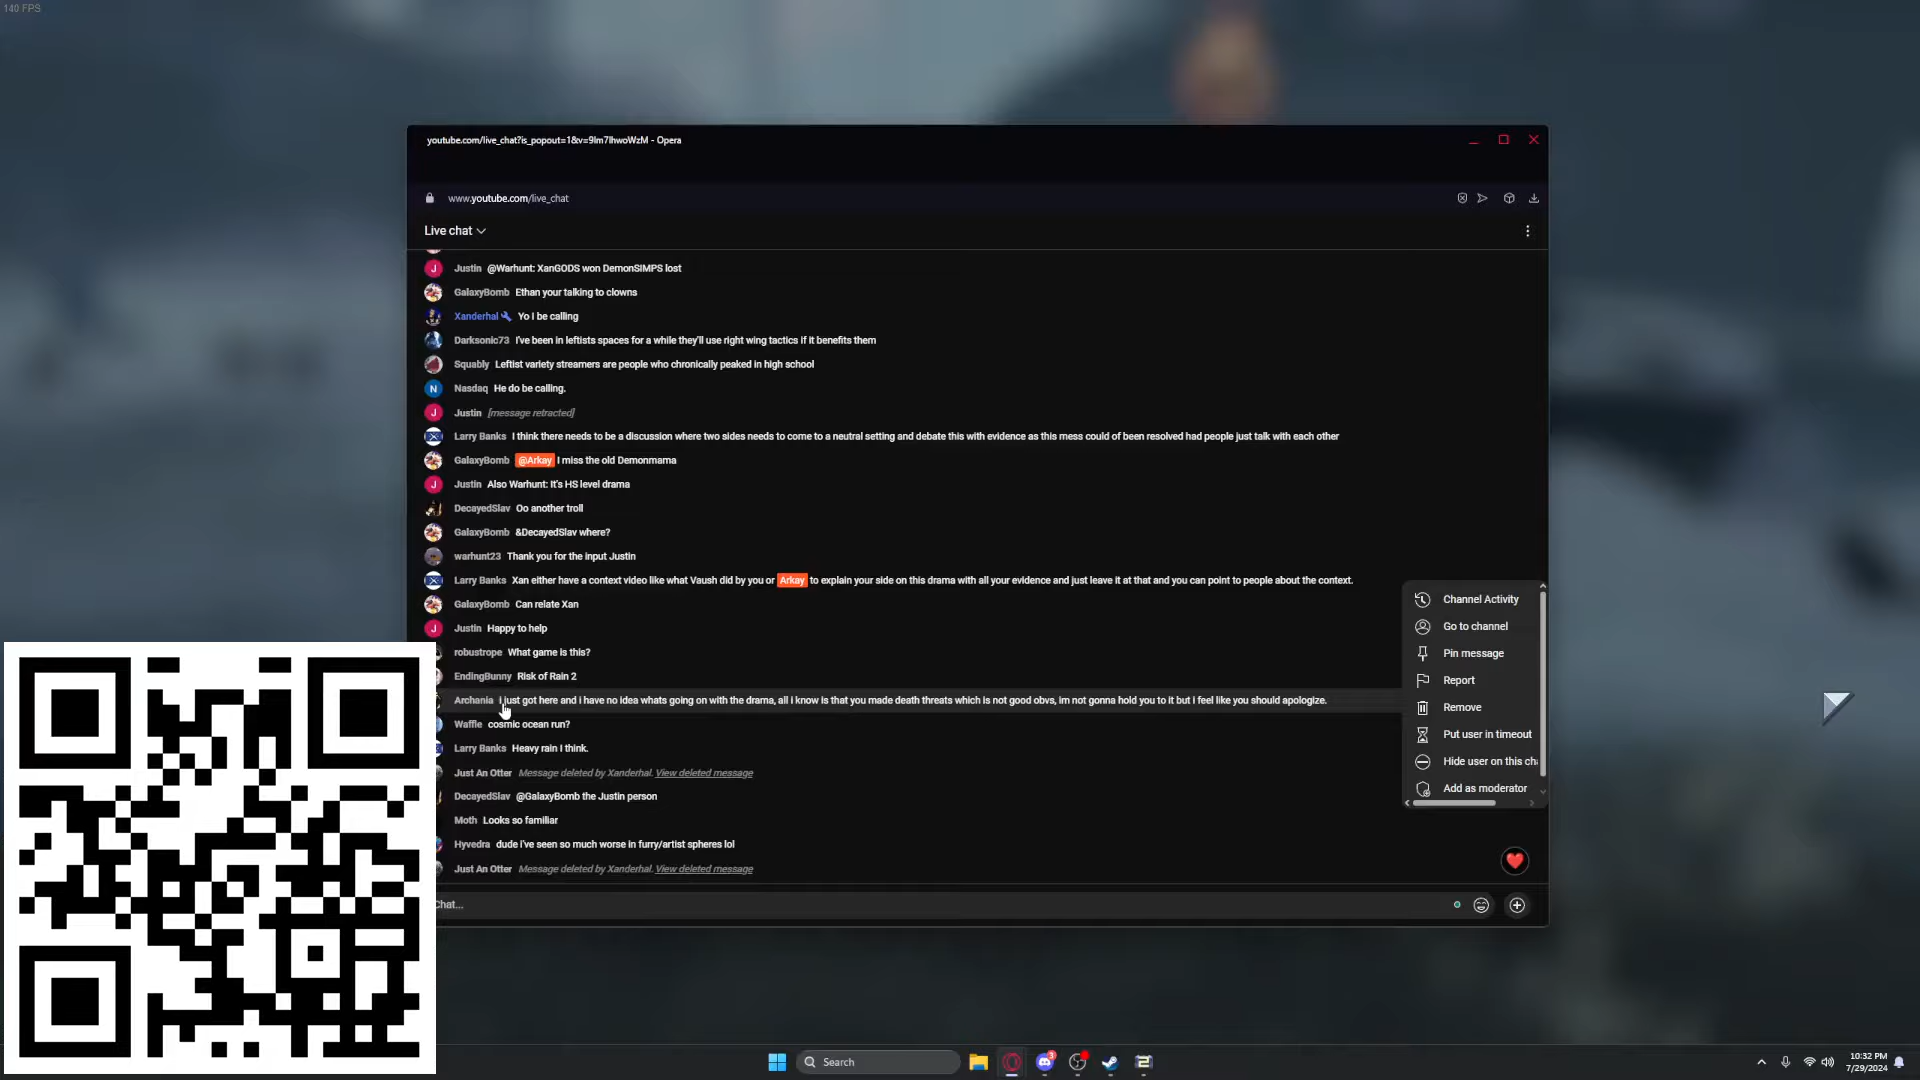 140 FPS
youtube.com/live_chat?is_popout=1&v=9Im7IhwoWzM - Opera
www.youtube.com/live_chat
Live chat
Justin @Warhunt: XanGODS won DemonSIMPS lost
GalaxyBomb Ethan your talking to clowns
Xanderhal Yo I be calling
Darksonic73 I've been in leftists spaces for a while they'll use right wing tactics if it benefits them
Squably Leftist variety streamers are people who chronically peaked in high school
N Nasdaq He do be calling.
J Justin [message retracted]
Larry Banks I think there needs to be a discussion where two sides needs to come to a neutral setting and debate this with evidence as this mess could of been resolved had people just talk with each other
GalaxyBomb @Arkay I miss the old Demonmama
J Justin Also Warhunt: It's HS level drama
DecayedSlav Oo another troll
GalaxyBomb &DecayedSlav where?
warhunt23 Thank you for the input Justin
Larry Banks Xan either have a context video like what Vaush did by you or Arkay to explain your side on this drama with all your evidence and just leave it at that and you can point to people about the context.
GalaxyBomb Can relate Xan
J Justin Happy to help
robustrope What game is this?
EndingBunny Risk of Rain 2
Archania i just got here and i have no idea whats going on with the drama, all i know is that you made death threats which is not good obvs, im not gonna hold you to it but i feel like you should apologize.
Waffle cosmic ocean run?
Larry Banks Heavy rain I think.
Just An Otter Message deleted by Xanderhal. View deleted message
DecayedSlav @GalaxyBomb the Justin person
Moth Looks so familiar
Hyvedra dude i've seen so much worse in furry/artist spheres lol
Just An Otter Message deleted by Xanderhal. View deleted message
Chat...
Channel Activity
Go to channel
Pin message
Report
Remove
Put user in timeout
Hide user on this cha
Add as moderator
Search
3
10:32 PM
7/29/2024